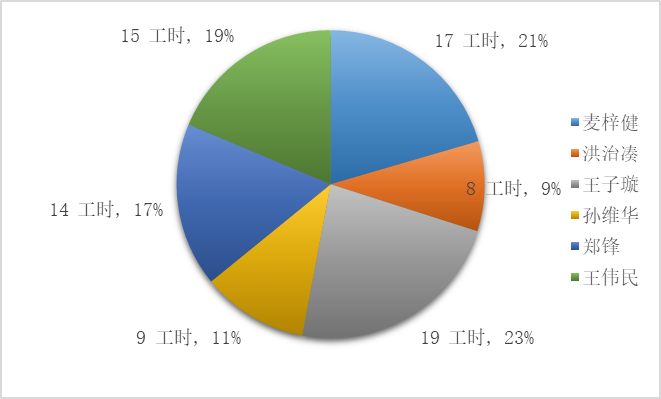 15 工时, 19%
17 工时, 21%
8 工时, 9%
14 工时, 17%
9 工时, 11%
19 工时, 23%
麦梓健
洪治凑
王子璇
孙维华
郑锋
王伟民